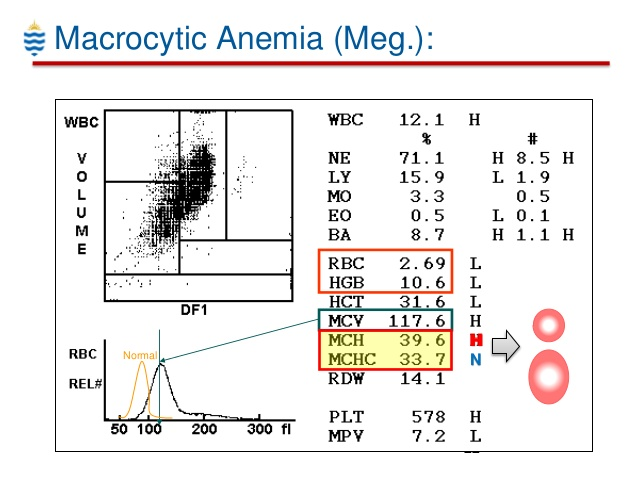 Macrocytic Anemia (Meg.):
WBC
VOLUME
DF1
WBC 12.1 H
% #
NE 71.1 H 8.5 H
LY 15.9 L 1.9
MO 3.3 0.5
EO 0.5 L 0.1
BA 8.7 H 1.1 H
RBC 2.69 L
HGB 10.6 L
HCT 31.6 L
MCV 117.6 H
MCH 39.6 H
MCHC 33.7 N
RDW 14.1
PLT 578 H
MPV 7.2 L
RBC
REL#
Normal
50 100 200 300 fl